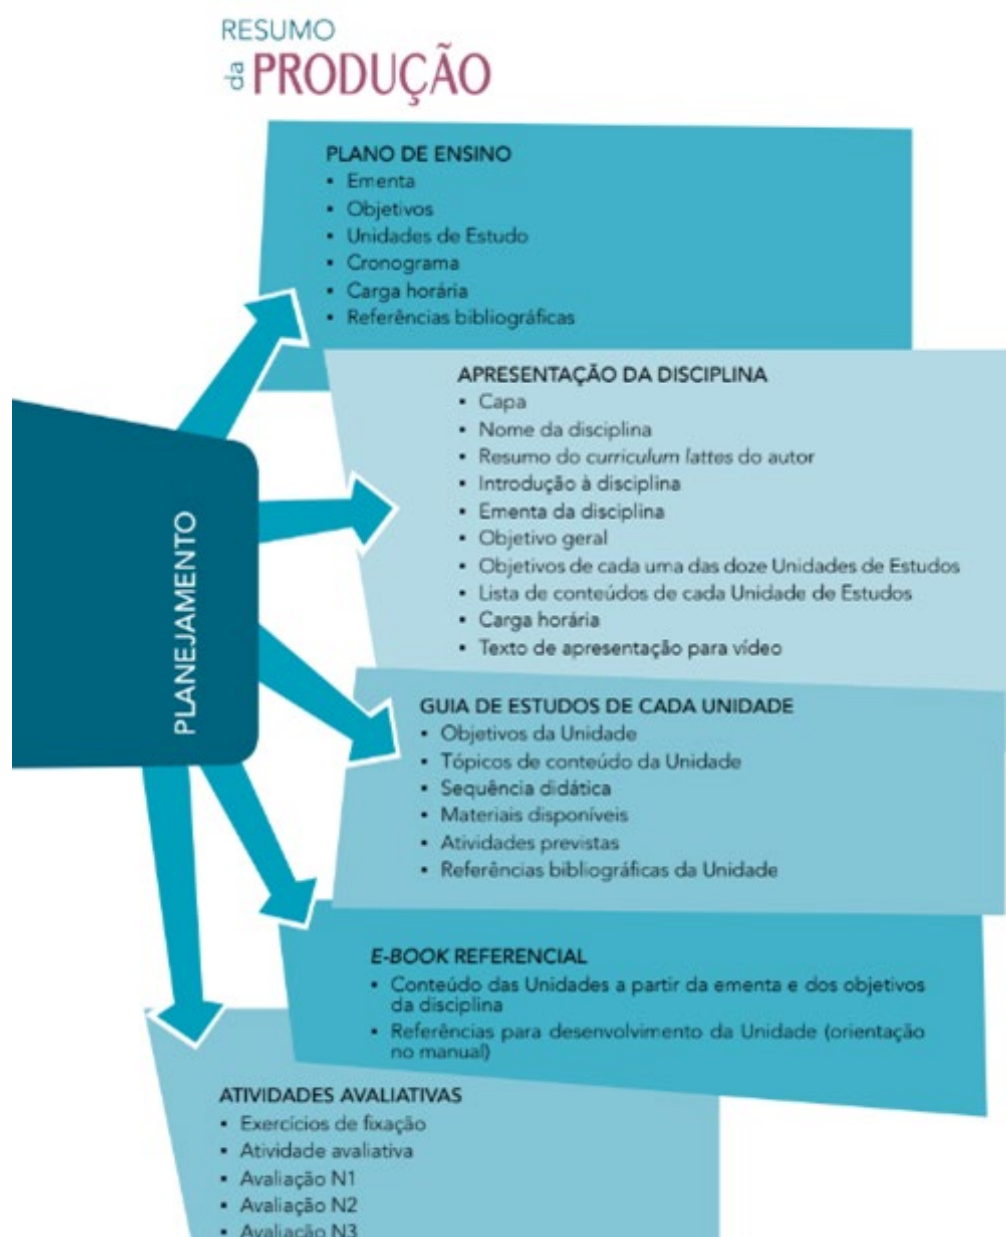 RESUMO
da PRODUÇÃO
PLANO DE ENSINO
▪ Ementa
▪ Objetivos
▪ Unidades de Estudo
▪ Cronograma
▪ Carga horária
▪ Referências bibliográficas
APRESENTAÇÃO DA DISCIPLINA
▪ Capa
▪ Nome da disciplina
▪ Resumo do curriculum lattes do autor
▪ Introdução à disciplina
▪ Ementa da disciplina
▪ Objetivo geral
▪ Objetivos de cada uma das doze Unidades de Estudos
▪ Lista de conteúdos de cada Unidade de Estudos
▪ Carga horária
▪ Texto de apresentação para vídeo
PLANEJAMENTO
GUIA DE ESTUDOS DE CADA UNIDADE
▪ Objetivos da Unidade
▪ Tópicos de conteúdo da Unidade
▪ Sequência didática
▪ Materiais disponíveis
▪ Atividades previstas
▪ Referências bibliográficas da Unidade
E-BOOK REFERENCIAL
▪ Conteúdo das Unidades a partir da ementa e dos objetivos
da disciplina
▪ Referências para desenvolvimento da Unidade (orientação
no manual)
ATIVIDADES AVALIATIVAS
▪ Exercícios de fixação
▪ Atividade avaliativa
▪ Avaliação N1
▪ Avaliação N2
▪ Avaliação N3